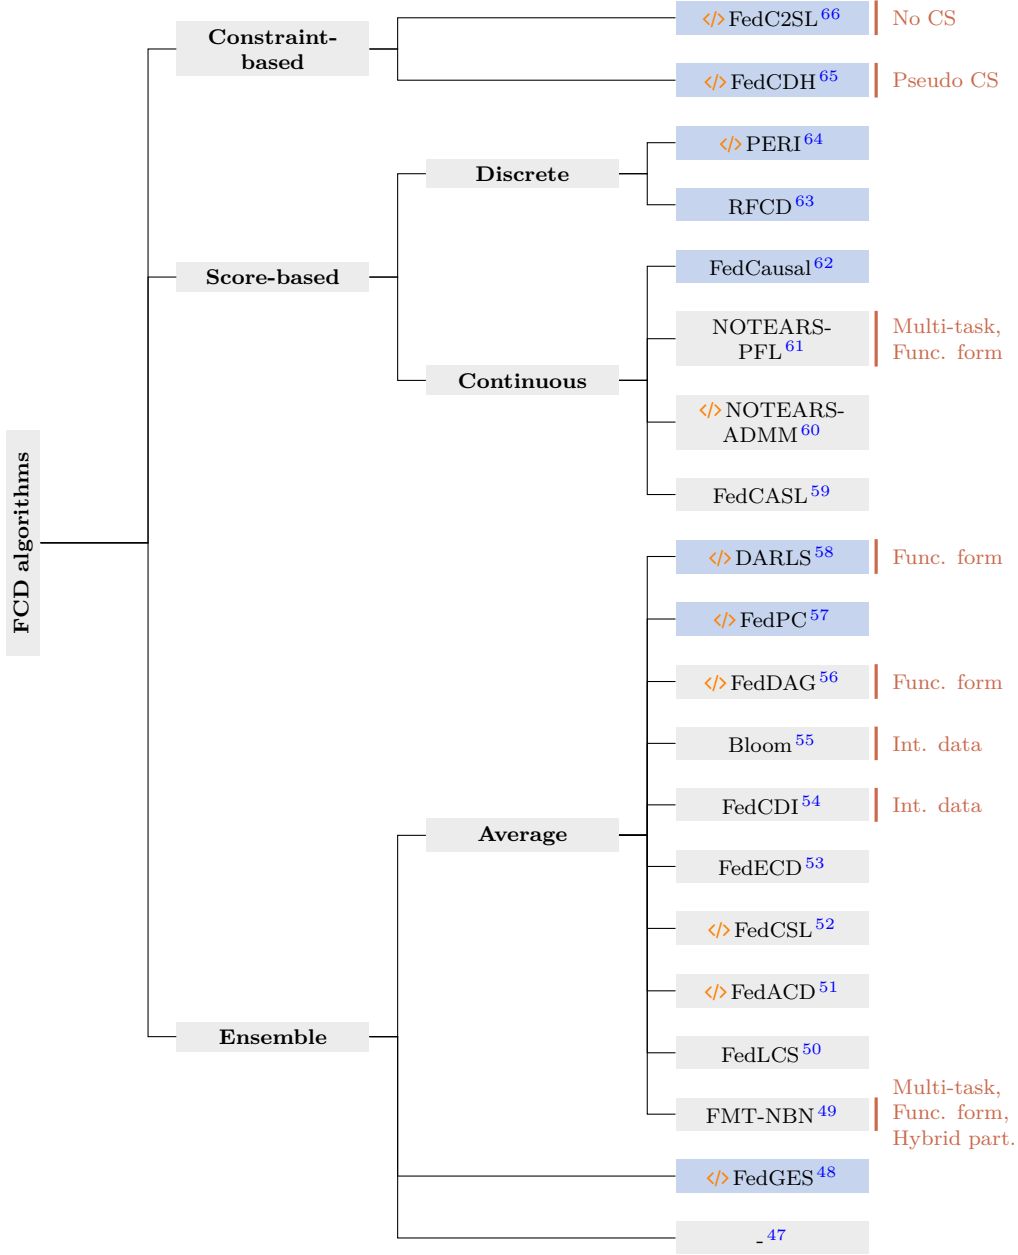 FCD algorithms
Constraint-
based
</> FedC2SL 66
No CS
</> FedCDH 65
Pseudo CS
Score-based
Discrete
</> PERI 64
RFCD 63
Continuous
FedCausal 62
NOTEARS-
PFL 61
Multi-task,
Func. form
</> NOTEARS-
ADMM 60
FedCASL 59
Ensemble
Average
</> DARLS 58
Func. form
</> FedPC 57
</> FedDAG 56
Func. form
Bloom 55
Int. data
FedCDI 54
Int. data
FedECD 53
</> FedCSL 52
</> FedACD 51
FedLCS 50
FMT-NBN 49
Multi-task,
Func. form,
Hybrid part.
</> FedGES 48
- 47